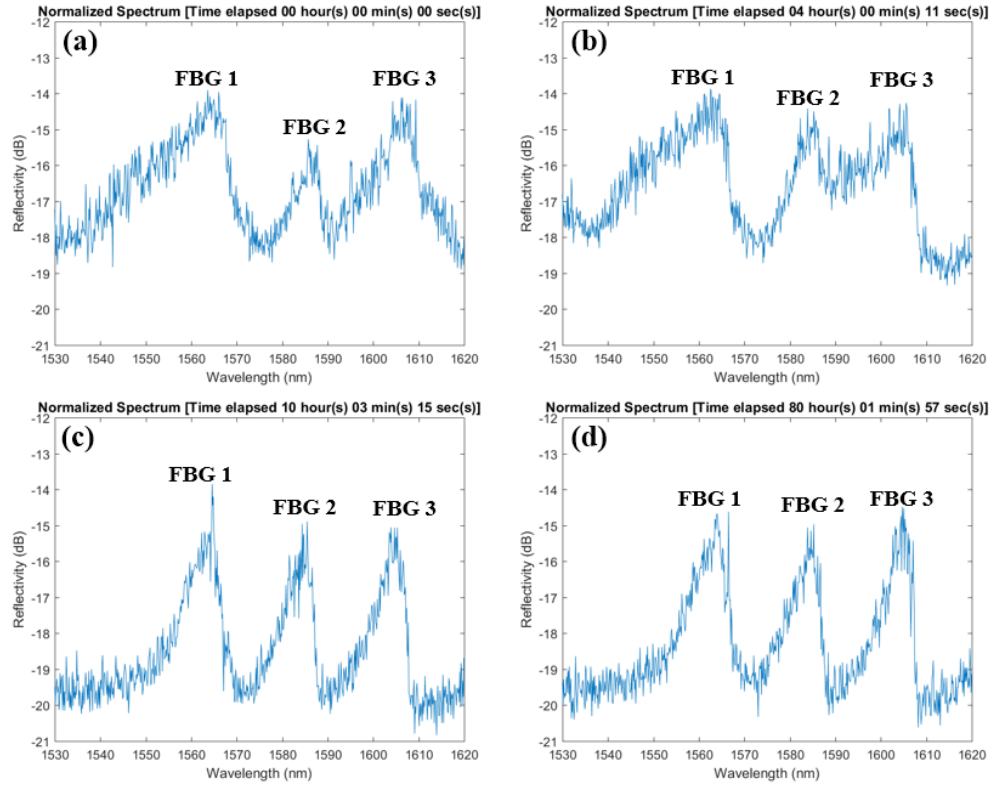 Normalized Spectrum [Time elapsed 00 hour(s) 00 min(s) 00 sec(s)]
(a)
FBG 1
FBG 2
FBG 3
-12
-13
-14
-15
-16
-17
-18
-19
-20
-21
Reflectivity (dB)
1530 1540 1550 1560 1570 1580 1590 1600 1610 1620
Wavelength (nm)
Normalized Spectrum [Time elapsed 04 hour(s) 00 min(s) 11 sec(s)]
(b)
FBG 1
FBG 2
FBG 3
-12
-13
-14
-15
-16
-17
-18
-19
-20
-21
Reflectivity (dB)
1530 1540 1550 1560 1570 1580 1590 1600 1610 1620
Wavelength (nm)
Normalized Spectrum [Time elapsed 10 hour(s) 03 min(s) 15 sec(s)]
(c)
FBG 1
FBG 2
FBG 3
-12
-13
-14
-15
-16
-17
-18
-19
-20
-21
Reflectivity (dB)
1530 1540 1550 1560 1570 1580 1590 1600 1610 1620
Wavelength (nm)
Normalized Spectrum [Time elapsed 80 hour(s) 01 min(s) 57 sec(s)]
(d)
FBG 1
FBG 2
FBG 3
-12
-13
-14
-15
-16
-17
-18
-19
-20
-21
Reflectivity (dB)
1530 1540 1550 1560 1570 1580 1590 1600 1610 1620
Wavelength (nm)